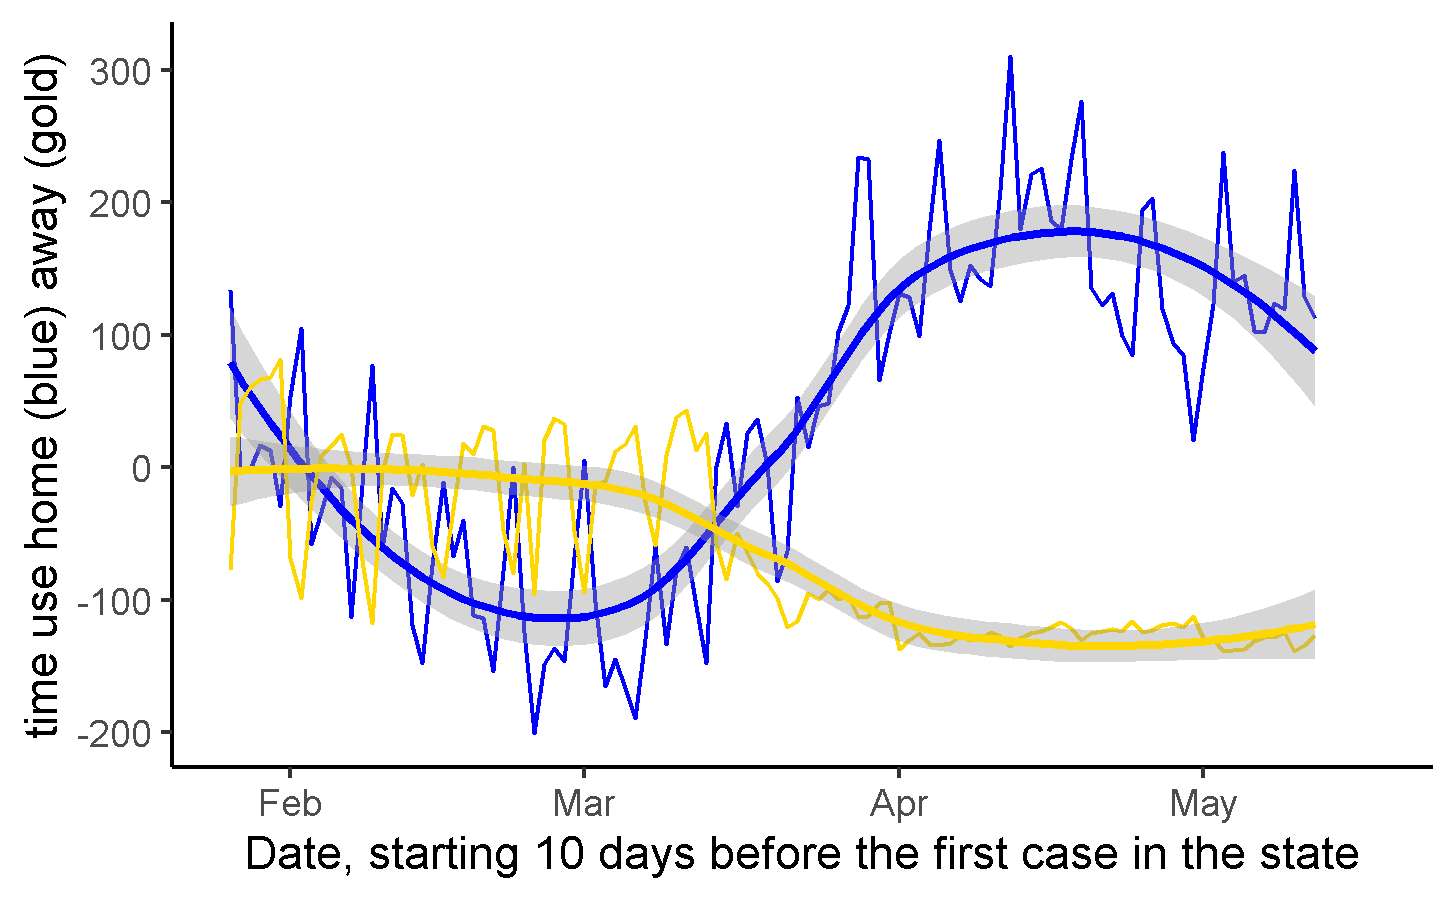 time use home (blue) away (gold)
300
200
100
0
-100
-200
Feb
Mar
Apr
May
Date, starting 10 days before the first case in the state